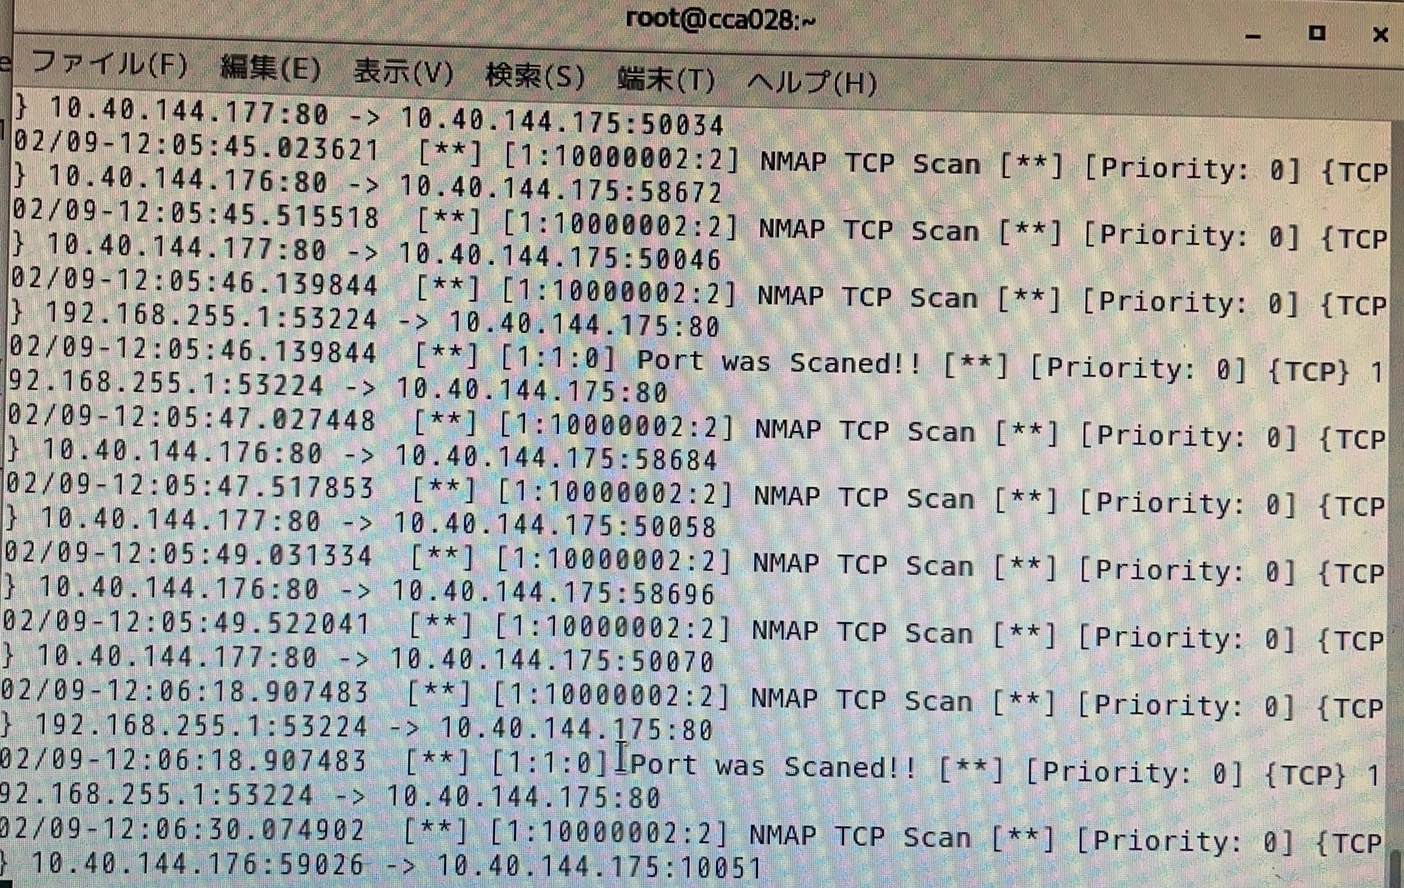 root@cca028:~
ファイル(F) 編集(E) 表示(V) 検索(S) 端末(T) ヘルプ(H)
} 10.40.144.177:80 -> 10.40.144.175:50034
02/09-12:05:45.023621 [**] [1:10000002:2] NMAP TCP Scan [**] [Priority: 0] {TCP
} 10.40.144.176:80 -> 10.40.144.175:58672
02/09-12:05:45.515518 [**] [1:10000002:2] NMAP TCP Scan [**] [Priority: 0] {TCP
} 10.40.144.177:80 -> 10.40.144.175:50046
02/09-12:05:46.139844 [**] [1:10000002:2] NMAP TCP Scan [**] [Priority: 0] {TCP
} 192.168.255.1:53224 -> 10.40.144.175:80
02/09-12:05:46.139844 [**] [1:1:0] Port was Scaned!! [**] [Priority: 0] {TCP} 1
92.168.255.1:53224 -> 10.40.144.175:80
02/09-12:05:47.027448 [**] [1:10000002:2] NMAP TCP Scan [**] [Priority: 0] {TCP
} 10.40.144.176:80 -> 10.40.144.175:58684
02/09-12:05:47.517853 [**] [1:10000002:2] NMAP TCP Scan [**] [Priority: 0] {TCP
} 10.40.144.177:80 -> 10.40.144.175:50058
02/09-12:05:49.031334 [**] [1:10000002:2] NMAP TCP Scan [**] [Priority: 0] {TCP
} 10.40.144.176:80 -> 10.40.144.175:58696
02/09-12:05:49.522041 [**] [1:10000002:2] NMAP TCP Scan [**] [Priority: 0] {TCP
} 10.40.144.177:80 -> 10.40.144.175:50070
02/09-12:06:18.907483 [**] [1:10000002:2] NMAP TCP Scan [**] [Priority: 0] {TCP
} 192.168.255.1:53224 -> 10.40.144.175:80
02/09-12:06:18.907483 [**] [1:1:0] Port was Scaned!! [**] [Priority: 0] {TCP} 1
92.168.255.1:53224 -> 10.40.144.175:80
02/09-12:06:30.074902 [**] [1:10000002:2] NMAP TCP Scan [**] [Priority: 0] {TCP
} 10.40.144.176:59026 -> 10.40.144.175:10051